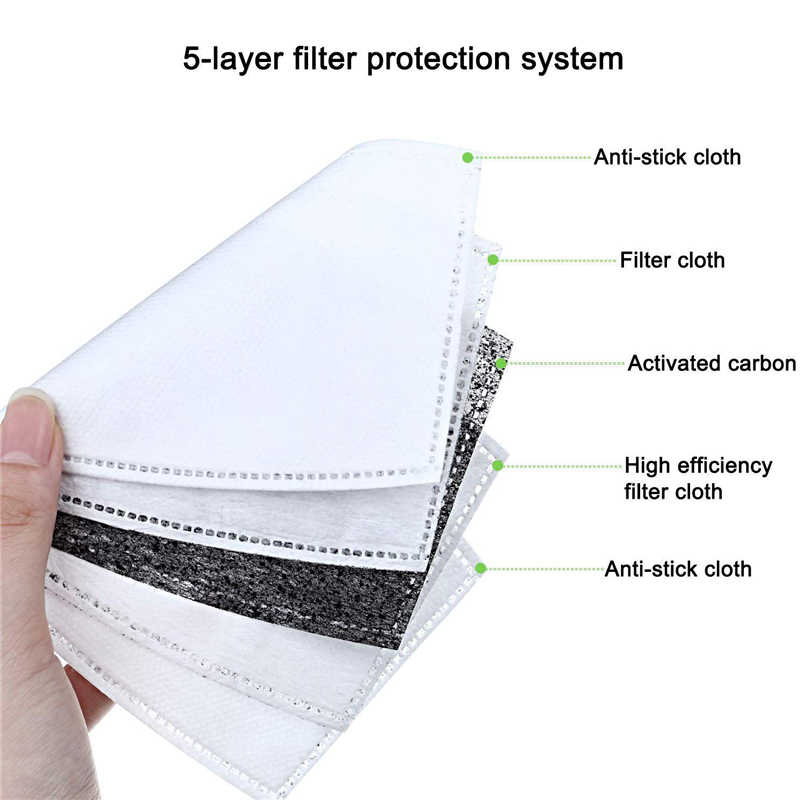 5-layer filter protection system
Anti-stick cloth
Filter cloth
Activated carbon
High efficiency
filter cloth
Anti-stick cloth